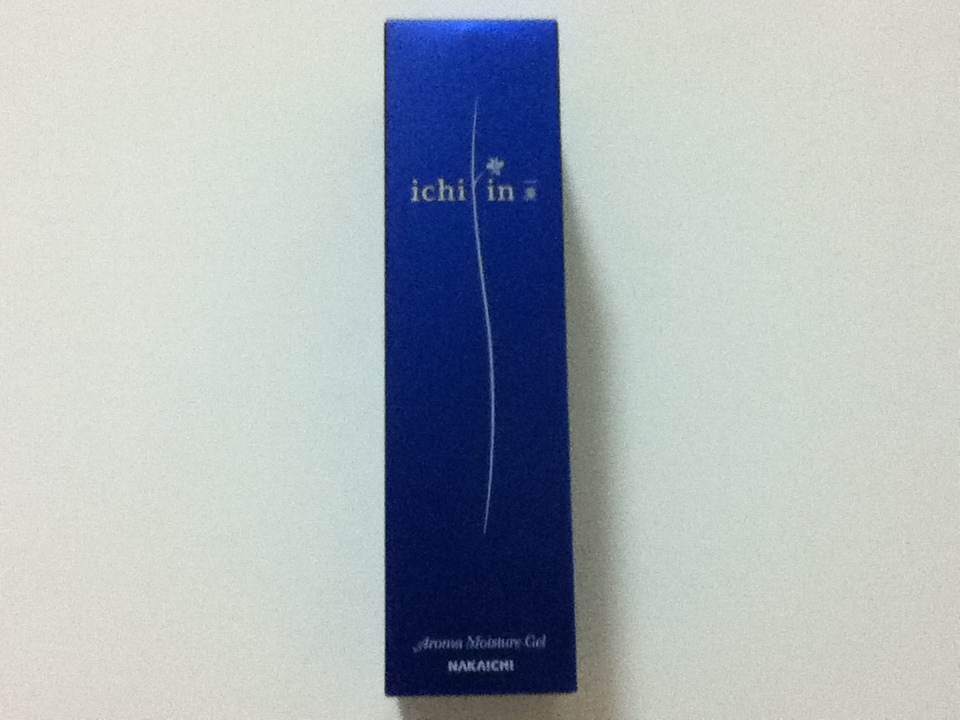 ichi in
Aroma Moisture Gel
NAKAICHI